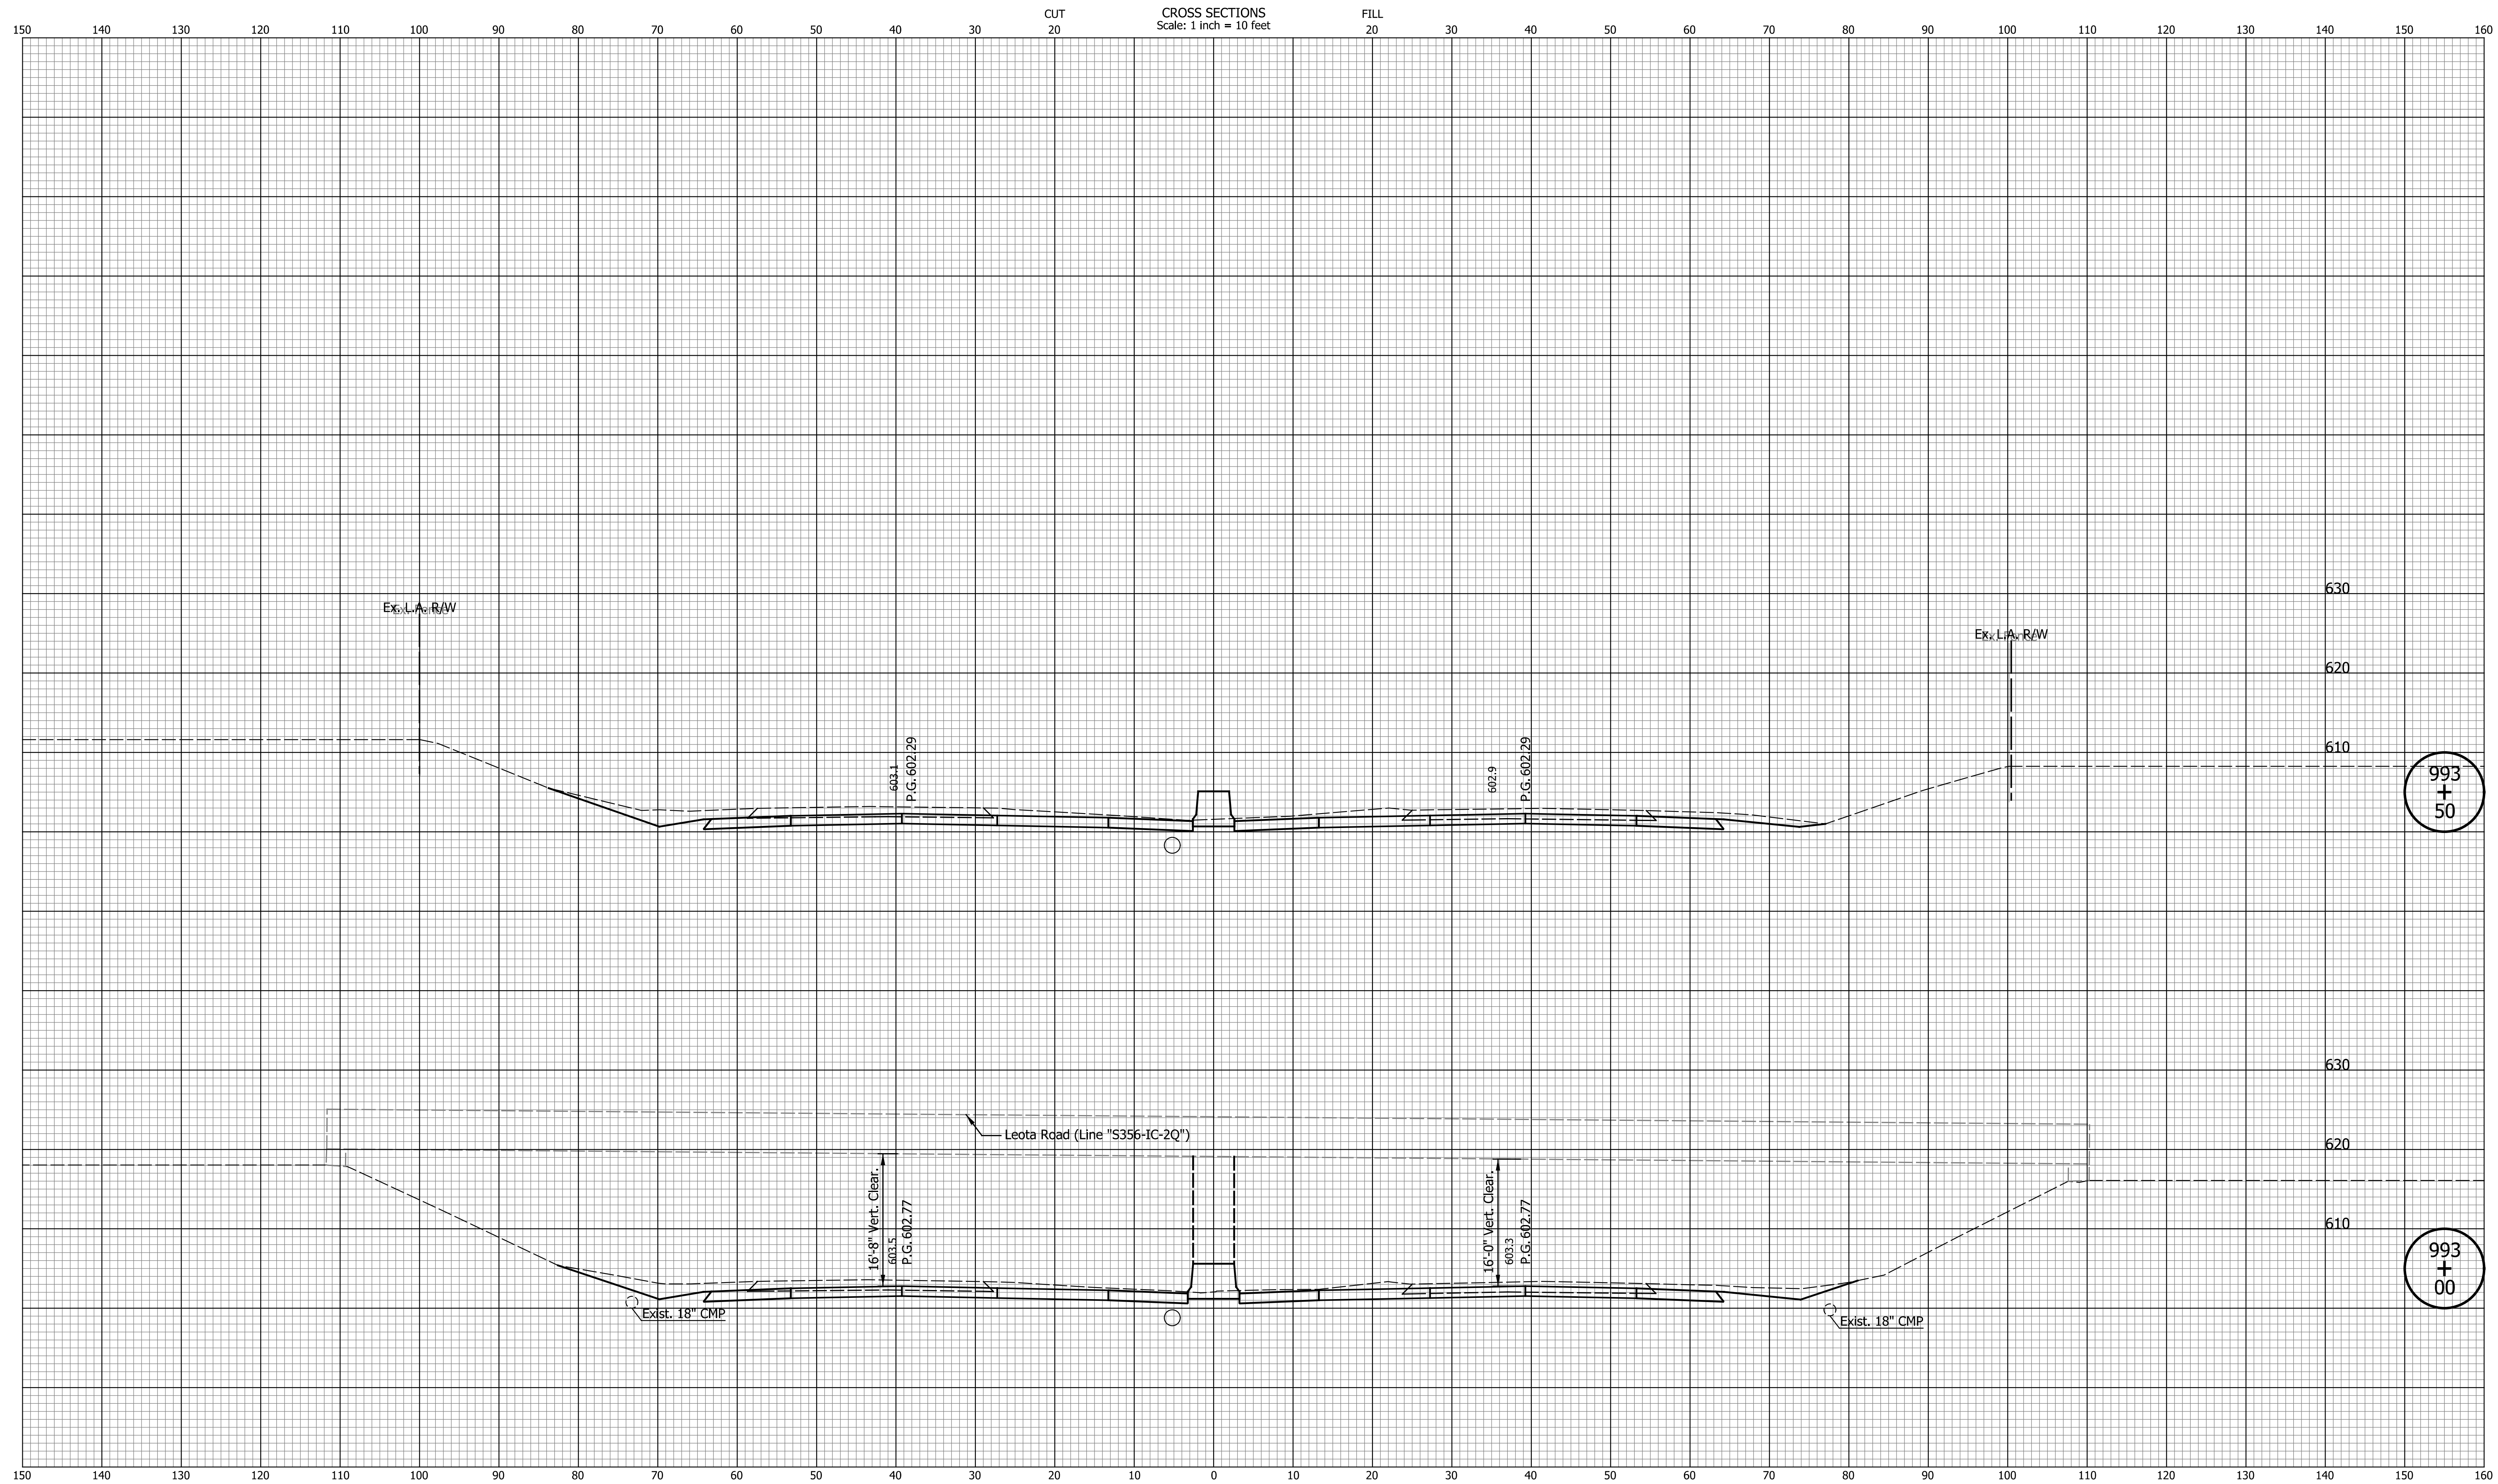 CUT CROSS SECTIONS FILL
Scale: 1 inch = 10 feet
150 140 130 120 110 100 90 80 70 60 50 40 30 20 20 30 40 50 60 70 80 90 100 110 120 130 140 150 160
630
Ex. L.A. R/W
Ex. Fence
Ex. L.A. R/W
Ex. Fence
620
610
603.1
P.G. 602.29
602.9
P.G. 602.29
993
+
50
630
Leota Road (Line "S356-IC-2Q")
620
610
16'-8" Vert. Clear.
603.5
P.G. 602.77
16'-0" Vert. Clear.
603.3
P.G. 602.77
993
+
00
Exist. 18" CMP
Exist. 18" CMP
150 140 130 120 110 100 90 80 70 60 50 40 30 20 10 0 10 20 30 40 50 60 70 80 90 100 110 120 130 140 150 160